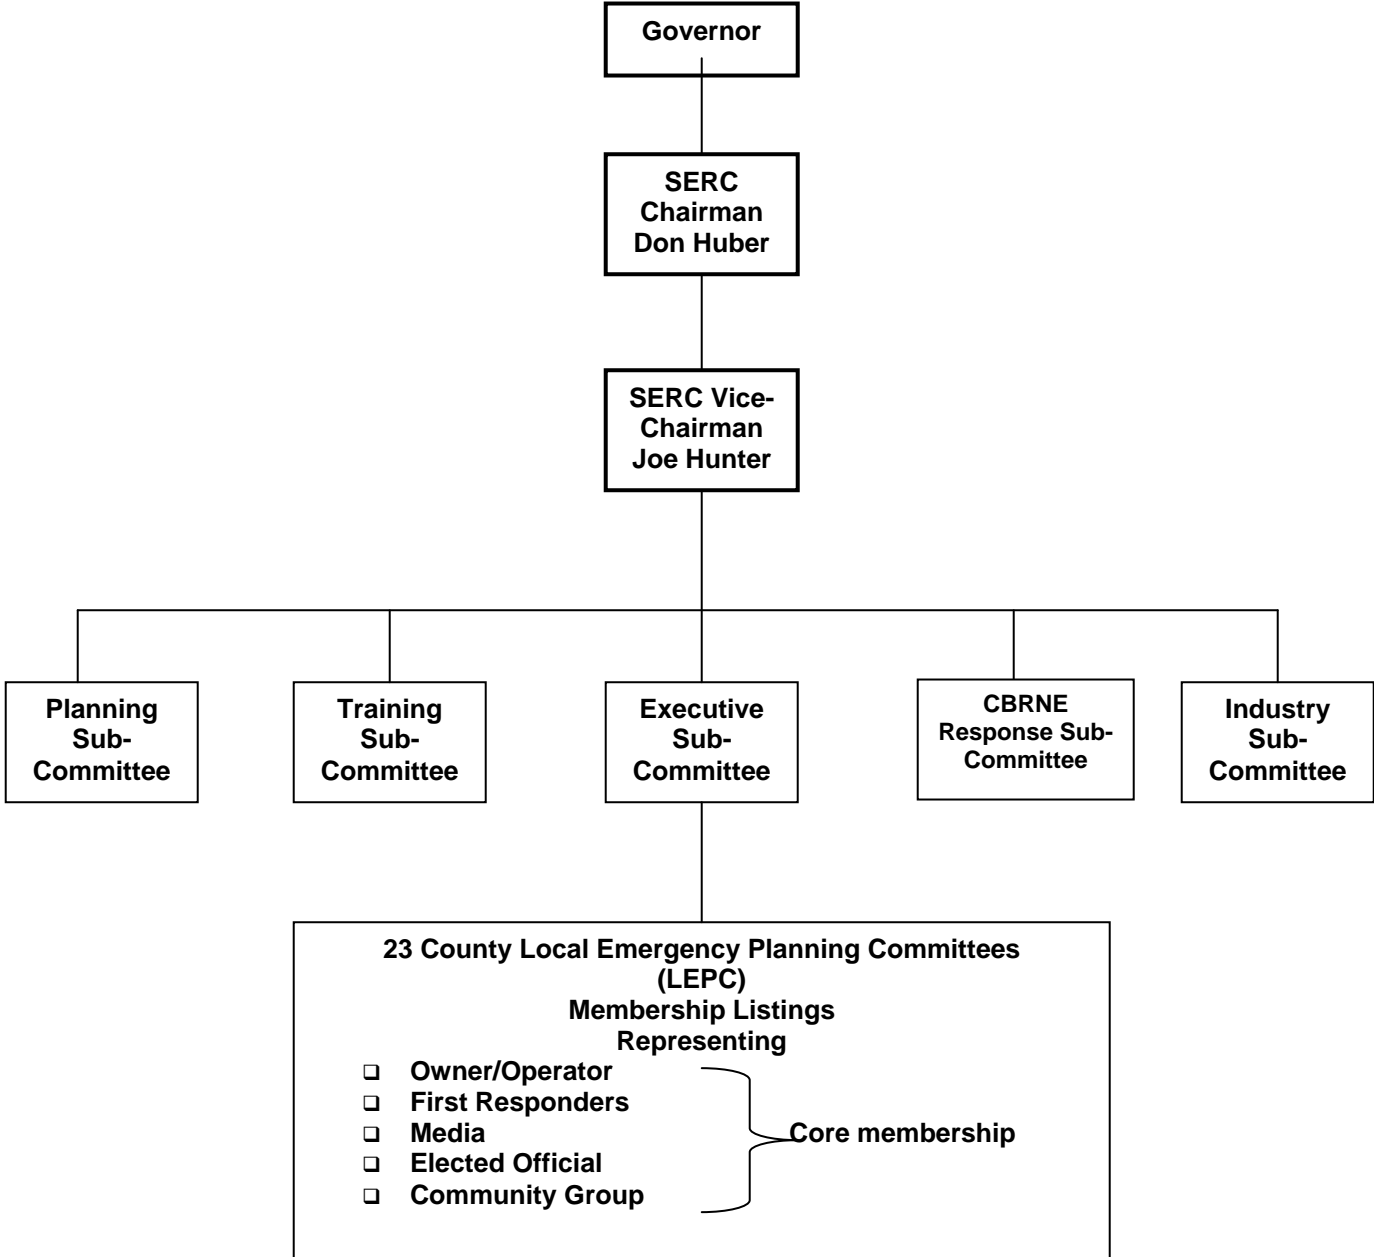 Governor
SERC
Chairman
Don Huber
SERC Vice-
Chairman
Joe Hunter
Planning
Sub-
Committee
Training
Sub-
Committee
Executive
Sub-
Committee
CBRNE
Response Sub-
Committee
Industry
Sub-
Committee
23 County Local Emergency Planning Committees
(LEPC)
Membership Listings
Representing
❑ Owner/Operator
❑ First Responders
❑ Media
❑ Elected Official
❑ Community Group
Core membership